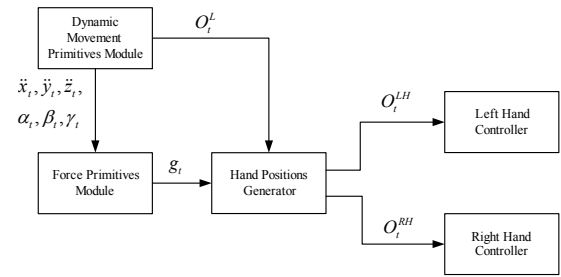 Dynamic
Movement
Primitives Module
O_t^L
ẍ_t, ÿ_t, z̈_t,
α_t, β_t, γ_t
O_t^{LH}
Left Hand
Controller
Force Primitives
Module
g_t
Hand Positions
Generator
O_t^{RH}
Right Hand
Controller